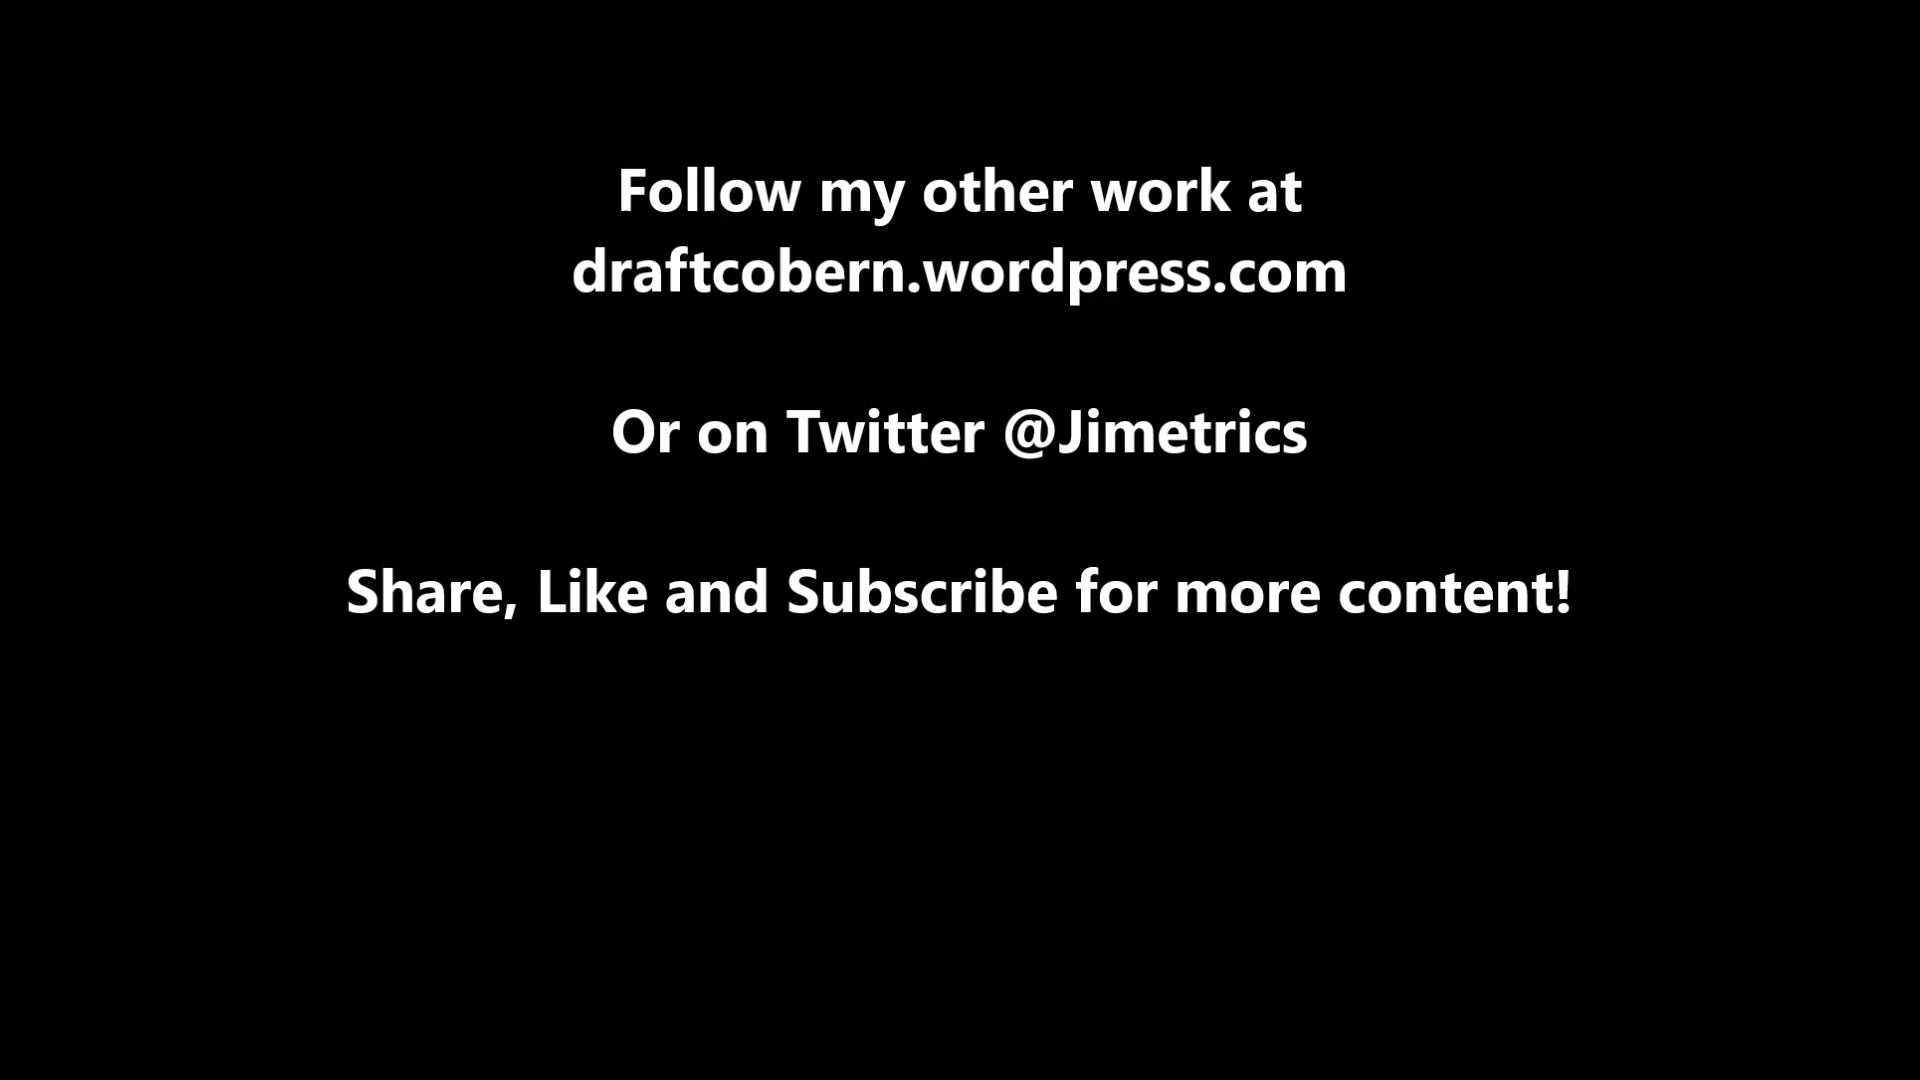 Follow my other work at
draftcobern.wordpress.com
Or on Twitter @Jimetrics
Share, Like and Subscribe for more content!